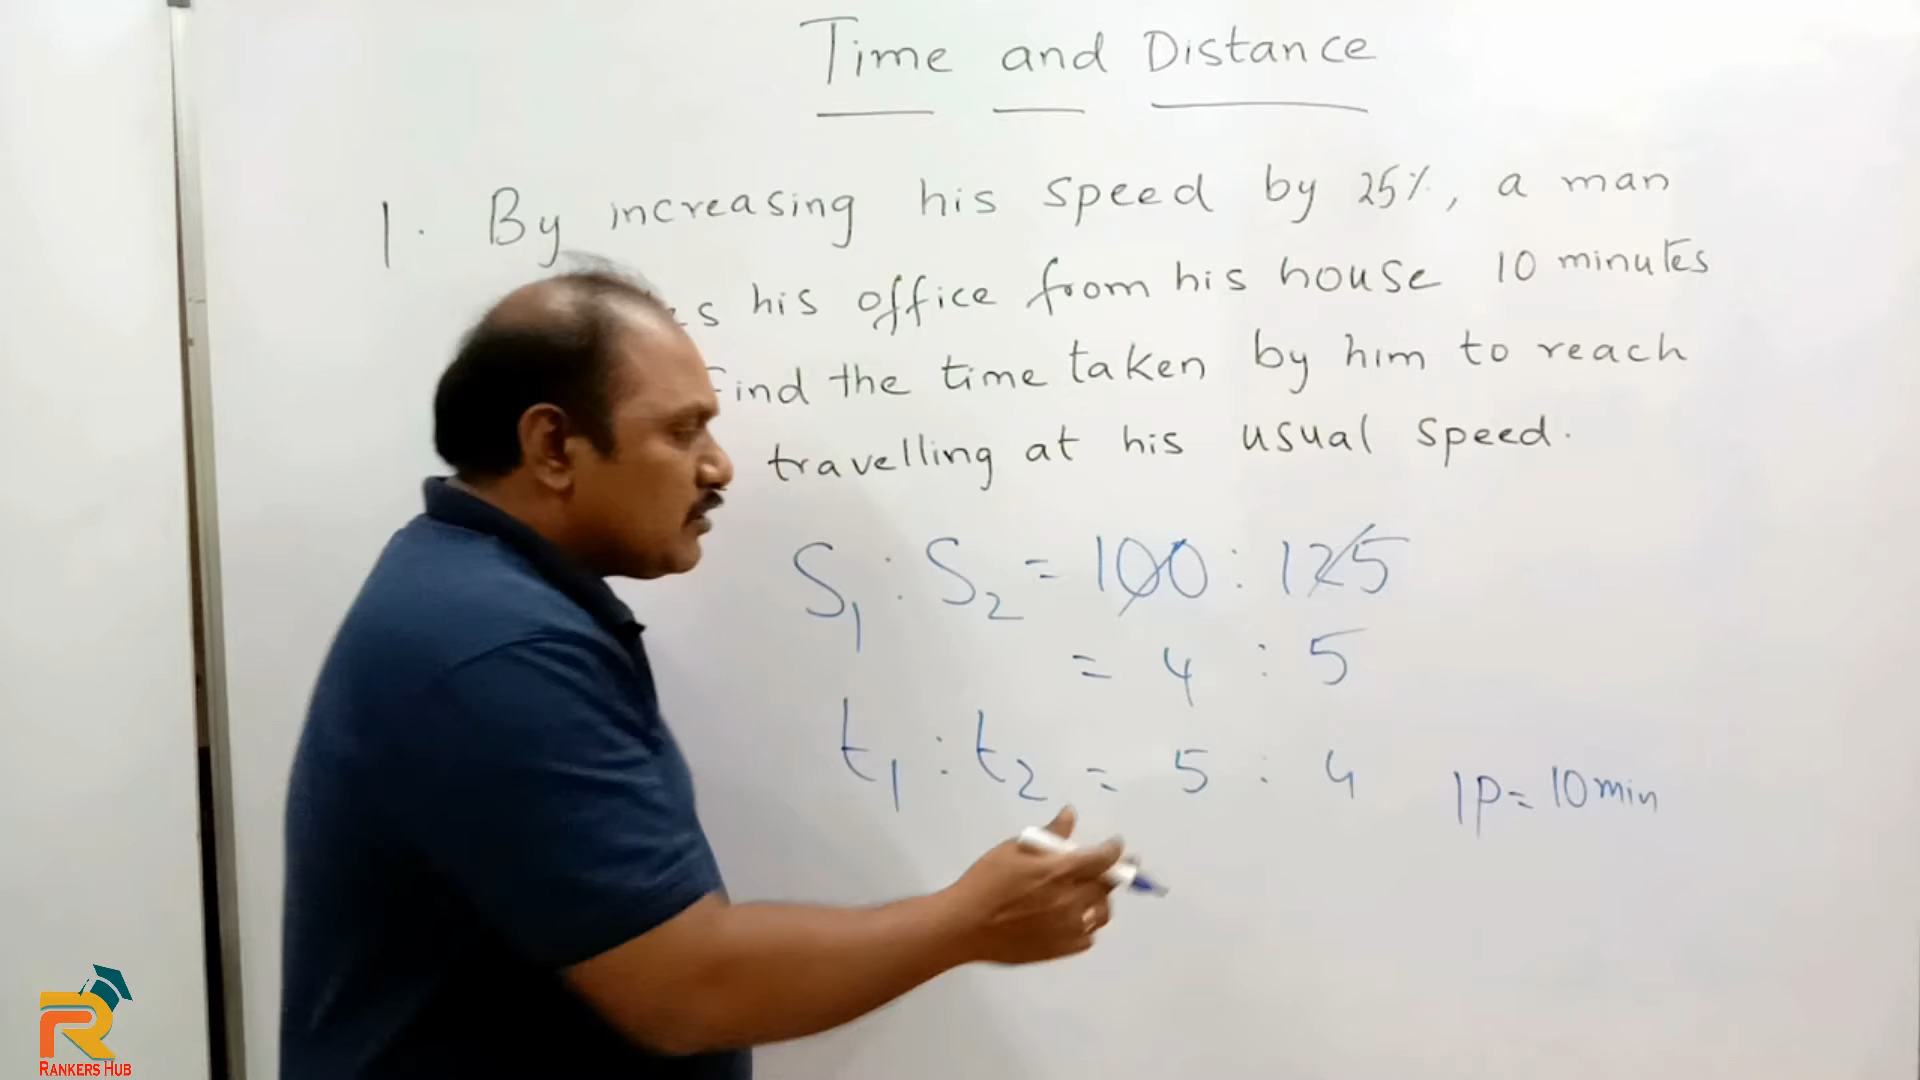 Time and Distance
1. By increasing his speed by 25%, a man
his office from his house 10 minutes
the time taken by him to reach
travelling at his usual speed.
S1 : S2 = 100 : 125
= 4 : 5
t1 : t2 = 5 : 4
1P = 10 min
RANKERS HUB